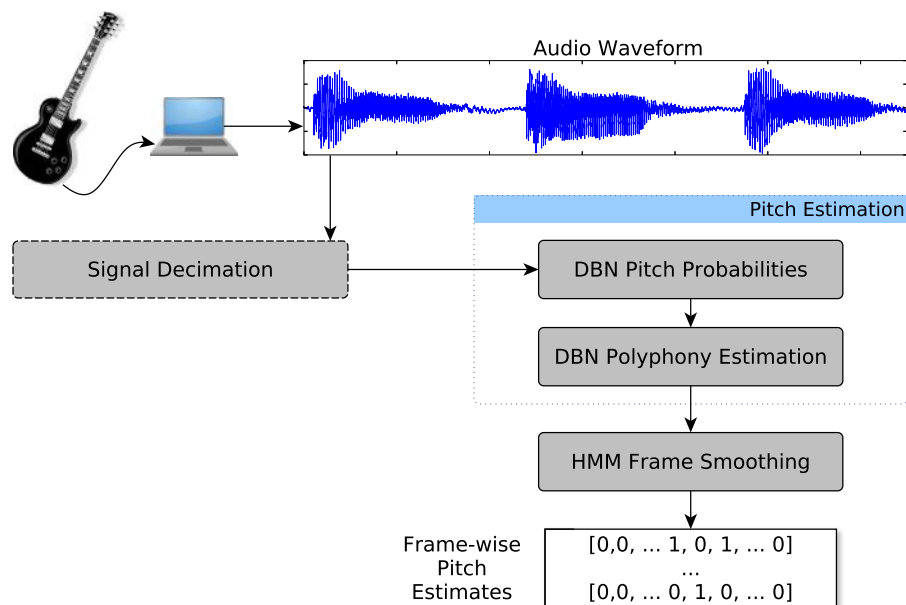 Audio Waveform
Pitch Estimation
Signal Decimation
DBN Pitch Probabilities
DBN Polyphony Estimation
HMM Frame Smoothing
Frame-wise
Pitch
Estimates
[0,0, ... 1, 0, 1, ... 0]
...
[0,0, ... 0, 1, 0, ... 0]